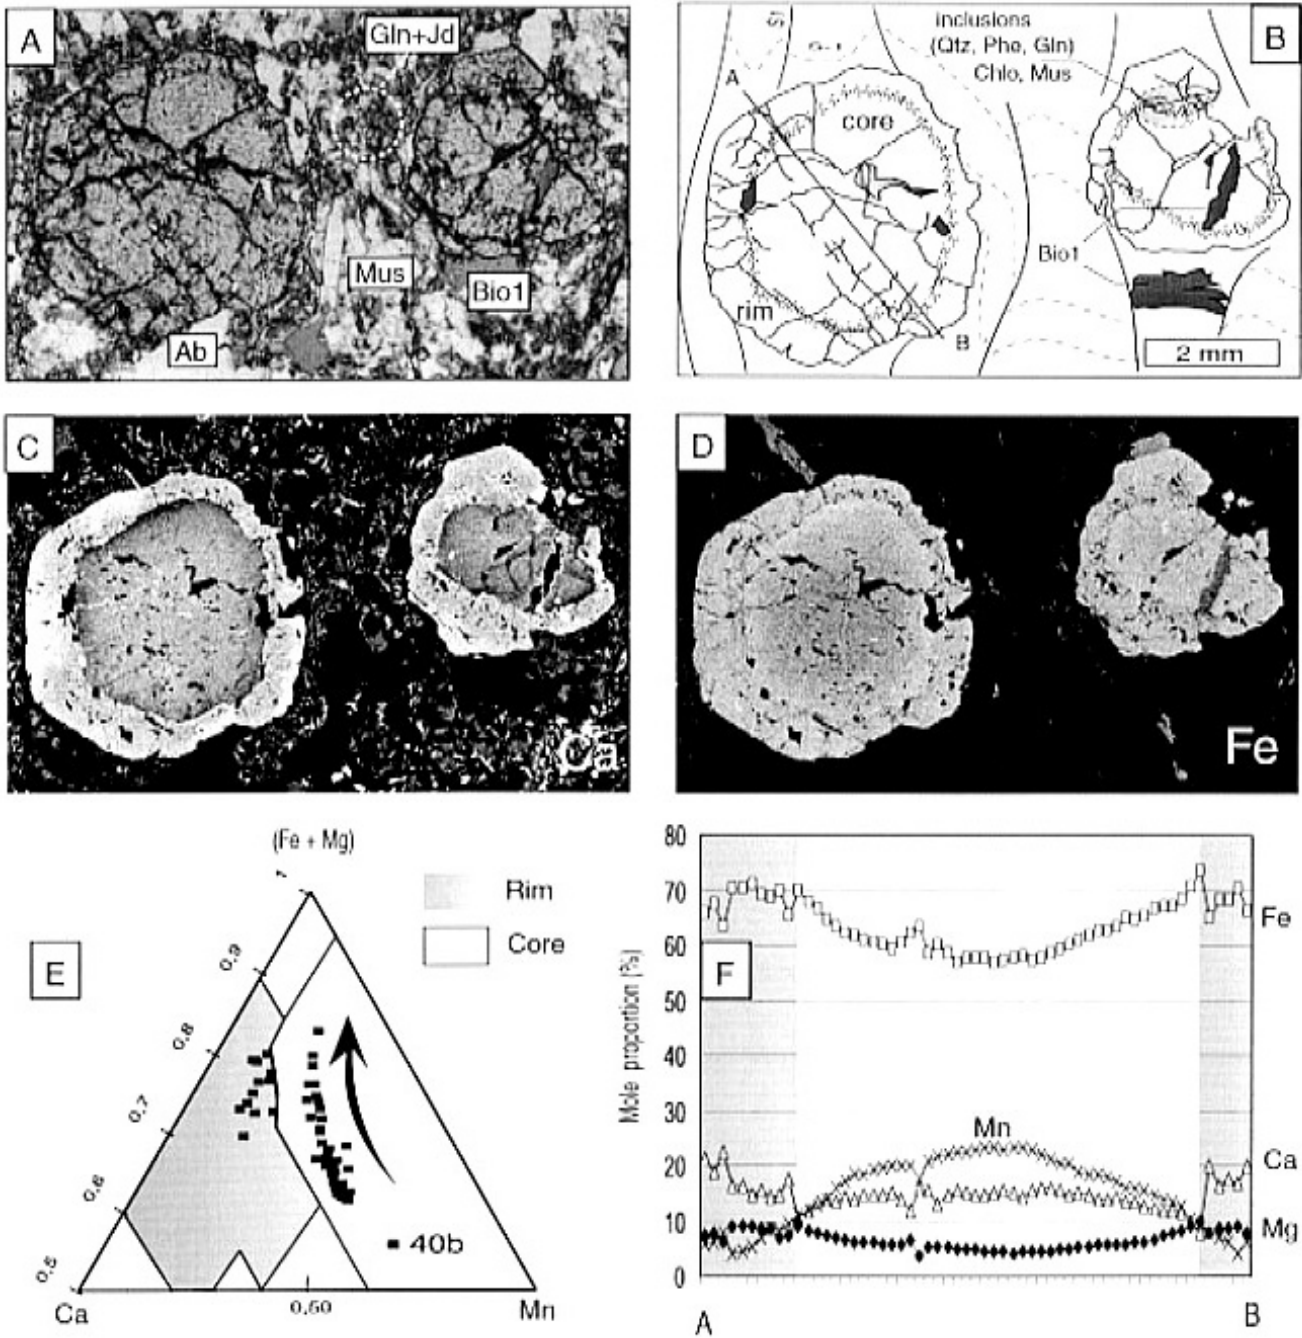 A
Gln+Jd
Mus
Bio1
Ab
inclusions
(Qtz, Phe, Gln)
Chlo, Mus
B
A
core
rim
Bio1
B
2 mm
C
Ca
D
Fe
(Fe + Mg)
1
0.9
0.8
0.7
0.6
0.5
E
Rim
Core
40b
Ca
0.50
Mn
80
70
60
50
40
30
20
10
0
Mole proportion (%)
F
Fe
Mn
Ca
Mg
A
B